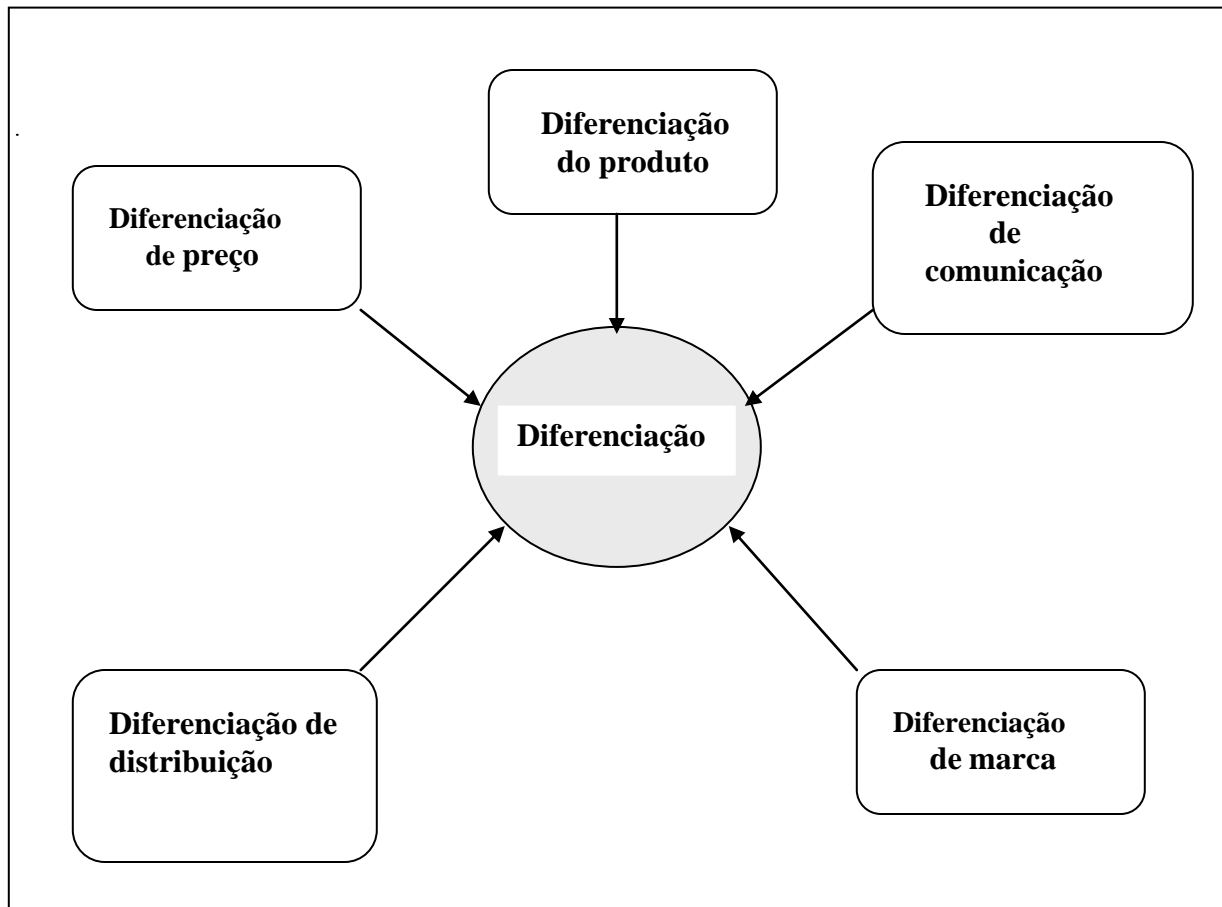 Diferenciação
do produto
Diferenciação
de preço
Diferenciação
de
comunicação
Diferenciação
Diferenciação de
distribuição
Diferenciação
de marca